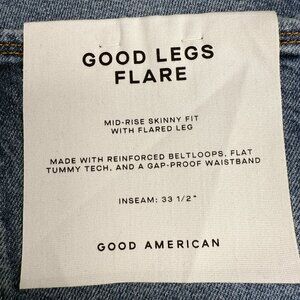 GOOD LEGS
FLARE
MID-RISE SKINNY FIT
WITH FLARED LEG
MADE WITH REINFORCED BELTLOOPS, FLAT
TUMMY TECH, AND A GAP-PROOF WAISTBAND
INSEAM: 33 1/2"
GOOD AMERICAN